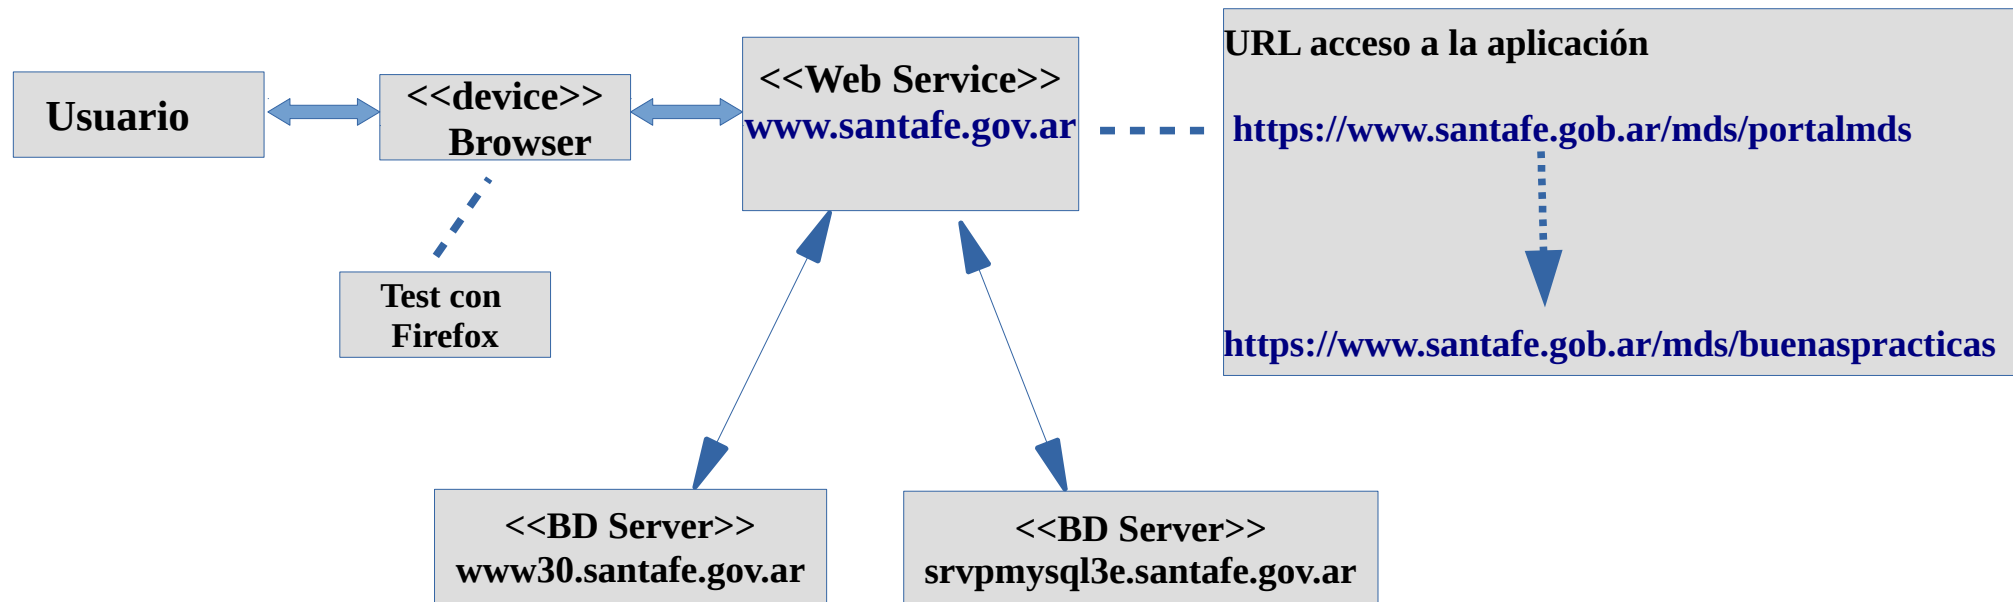 Usuario
<<device>>
Browser
Test con
Firefox
<<Web Service>>
www.santafe.gov.ar
URL acceso a la aplicación
https://www.santafe.gob.ar/mds/portalmds
https://www.santafe.gob.ar/mds/buenaspracticas
<<BD Server>>
www30.santafe.gov.ar
<<BD Server>>
srvpmysql3e.santafe.gov.ar